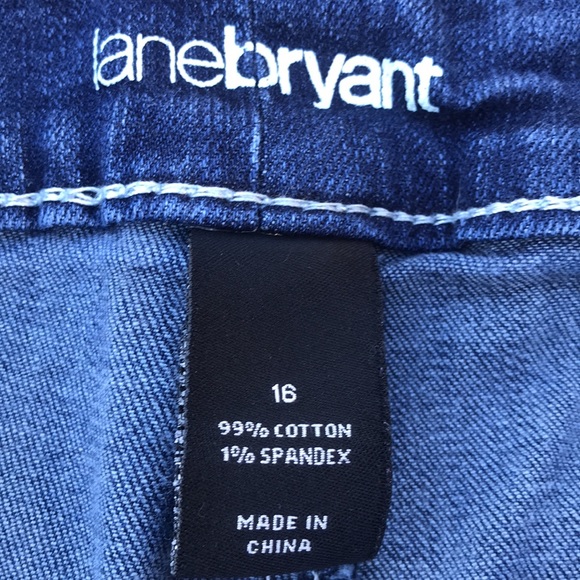 lanebryant
16
99% COTTON
1% SPANDEX
MADE IN
CHINA